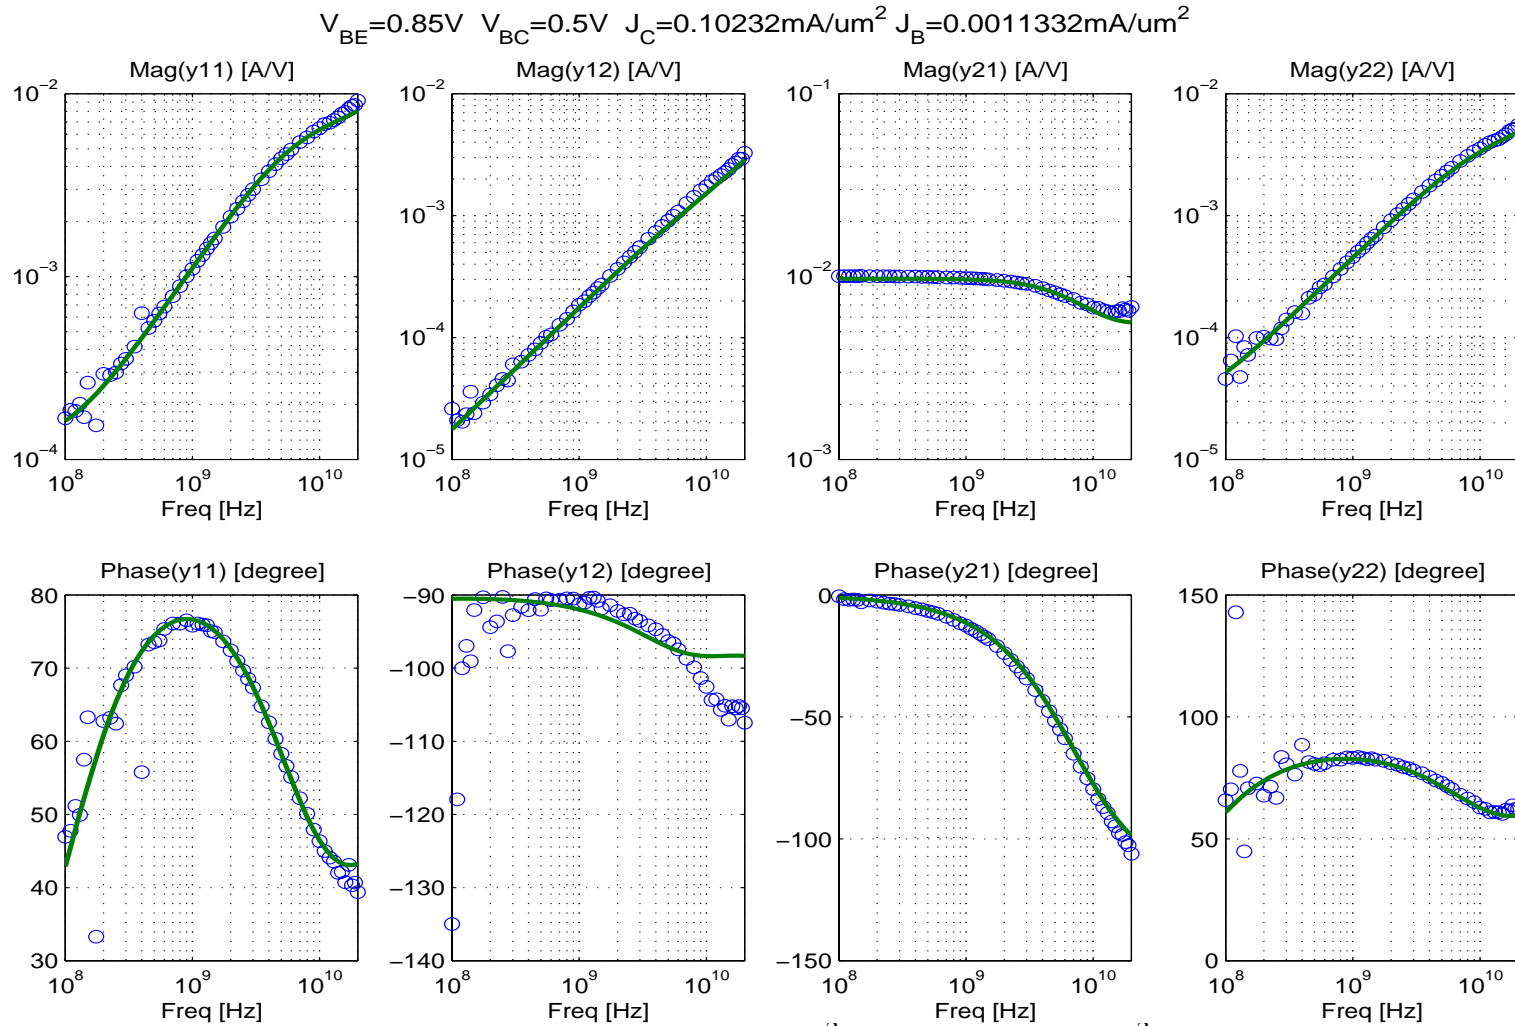 V_BE=0.85V V_BC=0.5V J_C=0.10232mA/um^2 J_B=0.0011332mA/um^2
Mag(y11) [A/V] Mag(y12) [A/V] Mag(y21) [A/V] Mag(y22) [A/V]
10^−2 10^−2 10^−1 10^−2
10^−3 10^−3 10^−2 10^−3
10^−4 10^−4
10^−4 10^−5 10^−3 10^−5
10^8 10^9 10^10 10^8 10^9 10^10 10^8 10^9 10^10 10^8 10^9 10^10
Freq [Hz] Freq [Hz] Freq [Hz] Freq [Hz]
Phase(y11) [degree] Phase(y12) [degree] Phase(y21) [degree] Phase(y22) [degree]
80 −90 0 150
70 −100
−50 100
60 −110
50 −120
−100 50
40 −130
30 −140 −150 0
10^8 10^9 10^10 10^8 10^9 10^10 10^8 10^9 10^10 10^8 10^9 10^10
Freq [Hz] Freq [Hz] Freq [Hz] Freq [Hz]